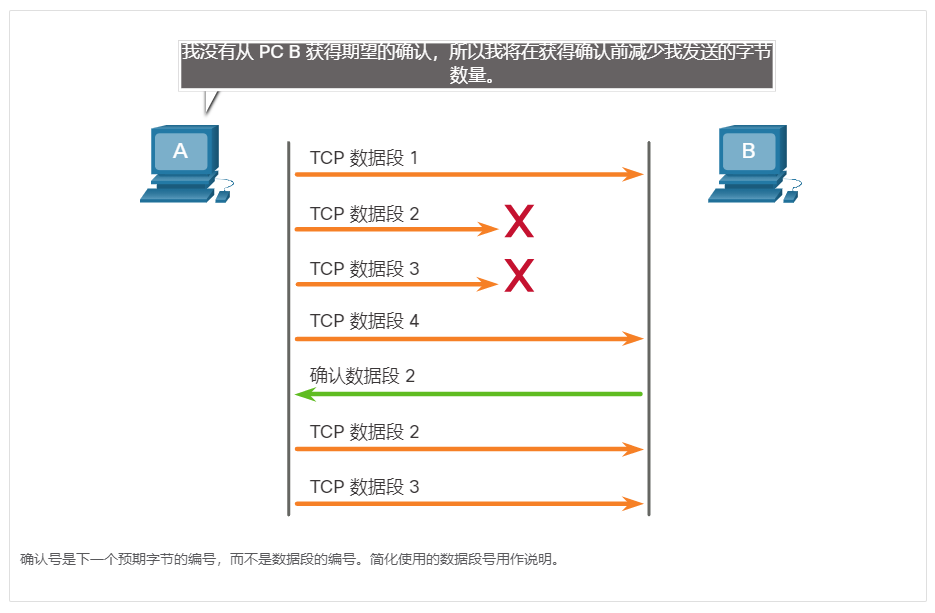 我没有从 PC B 获得期望的确认，所以我将在获得确认前减少我发送的字节
数量。
A
B
TCP 数据段 1
TCP 数据段 2
X
TCP 数据段 3
X
TCP 数据段 4
确认数据段 2
TCP 数据段 2
TCP 数据段 3
确认号是下一个预期字节的编号，而不是数据段的编号。简化使用的数据段号用作说明。